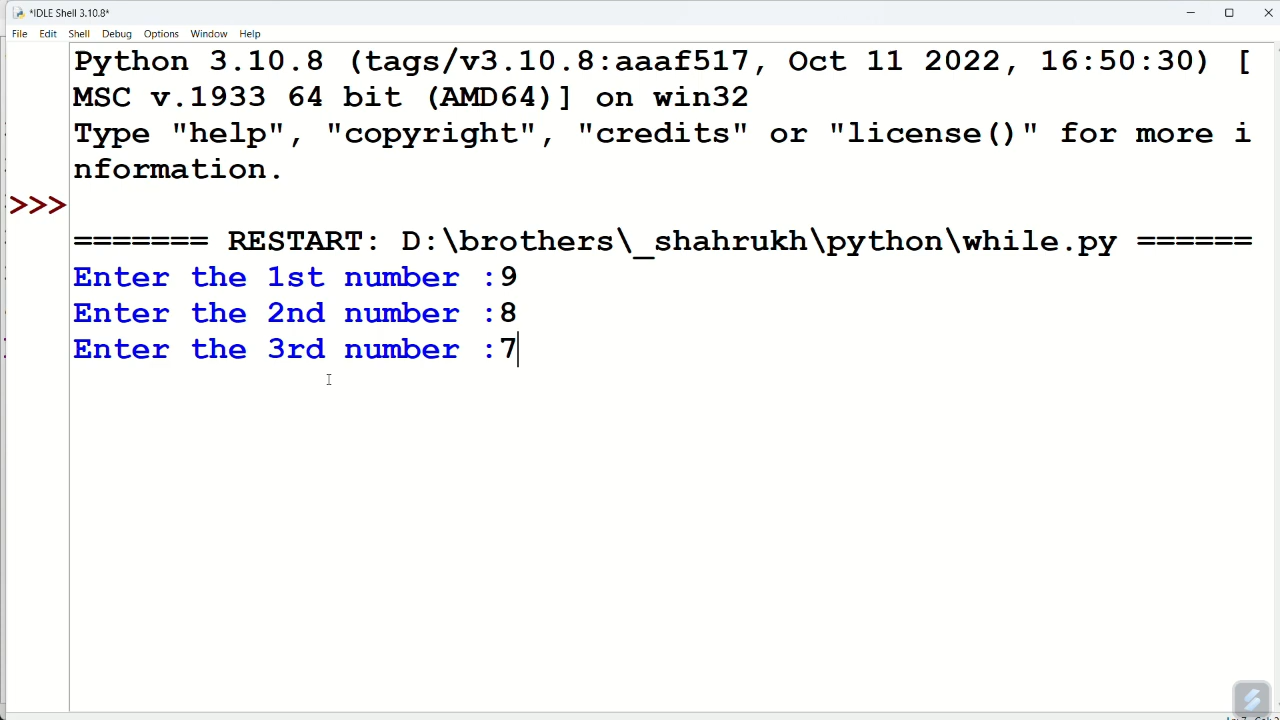 *IDLE Shell 3.10.8*
File Edit Shell Debug Options Window Help
Python 3.10.8 (tags/v3.10.8:aaaf517, Oct 11 2022, 16:50:30) [
MSC v.1933 64 bit (AMD64)] on win32
Type "help", "copyright", "credits" or "license()" for more i
nformation.
>>>
======= RESTART: D:\brothers\_shahrukh\python\while.py ======
Enter the 1st number :9
Enter the 2nd number :8
Enter the 3rd number :7